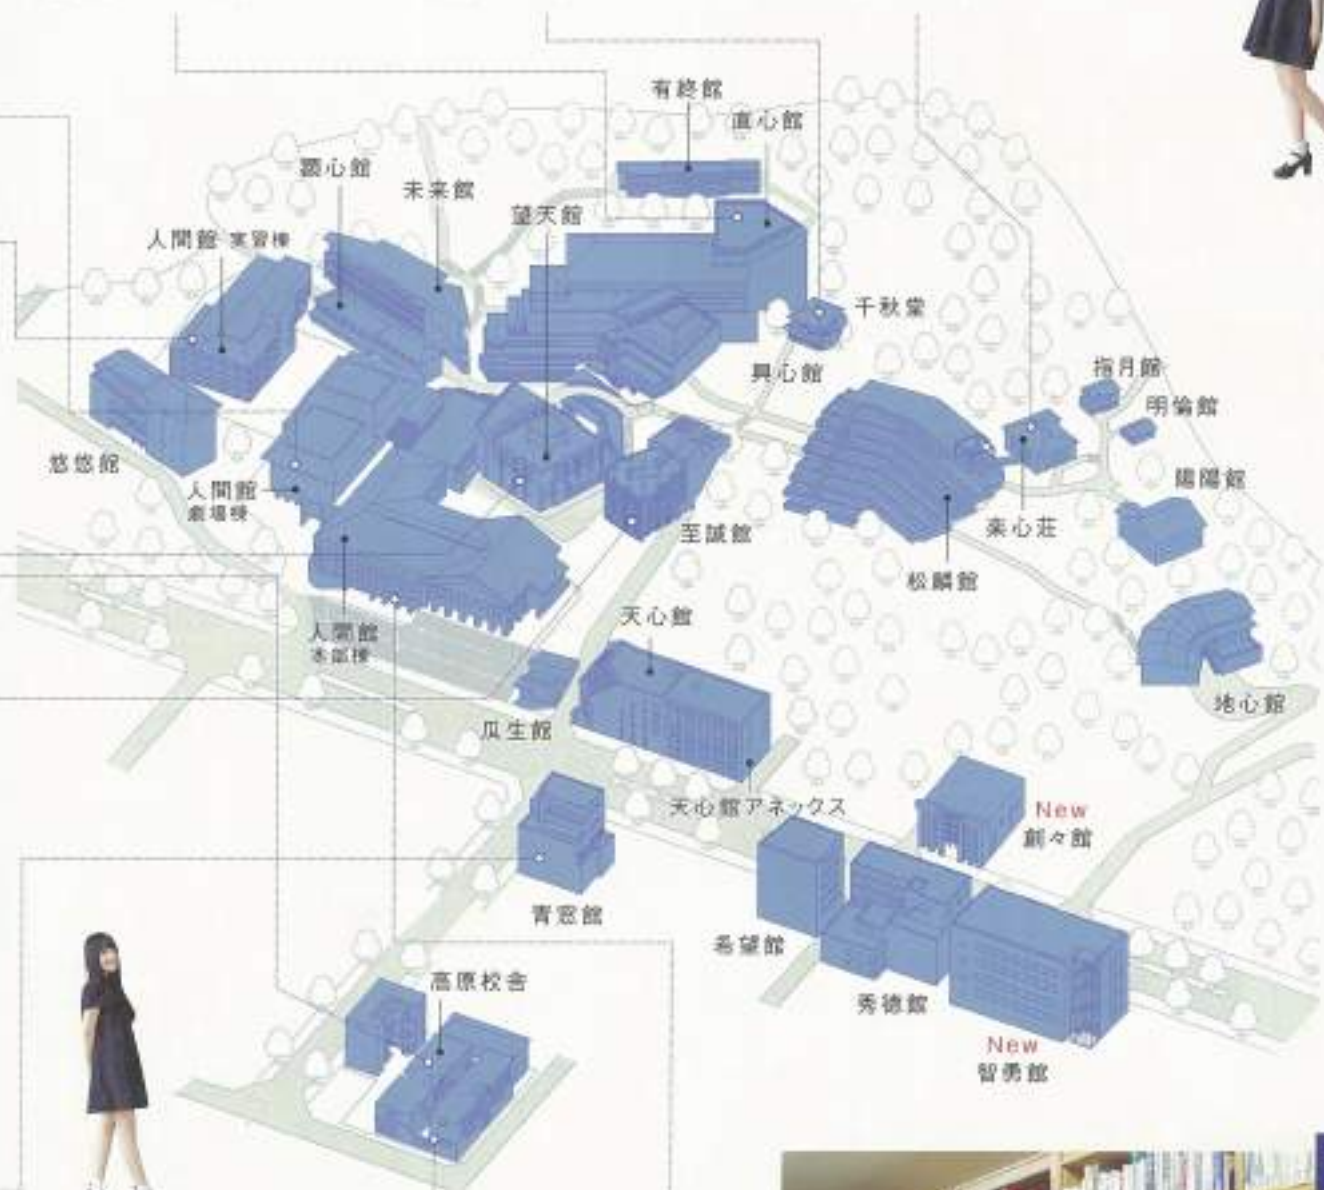 有終館
直心館
顕心館
未来館
望天館
人間館 実習棟
千秋堂
興心館
指月館
明倫館
悠悠館
人間館
劇場棟
陽陽館
至誠館
楽心荘
松麟館
人間館
本部棟
天心館
地心館
瓜生館
天心館アネックス
New
創々館
青窓館
希望館
高原校舎
秀徳館
New
智勇館